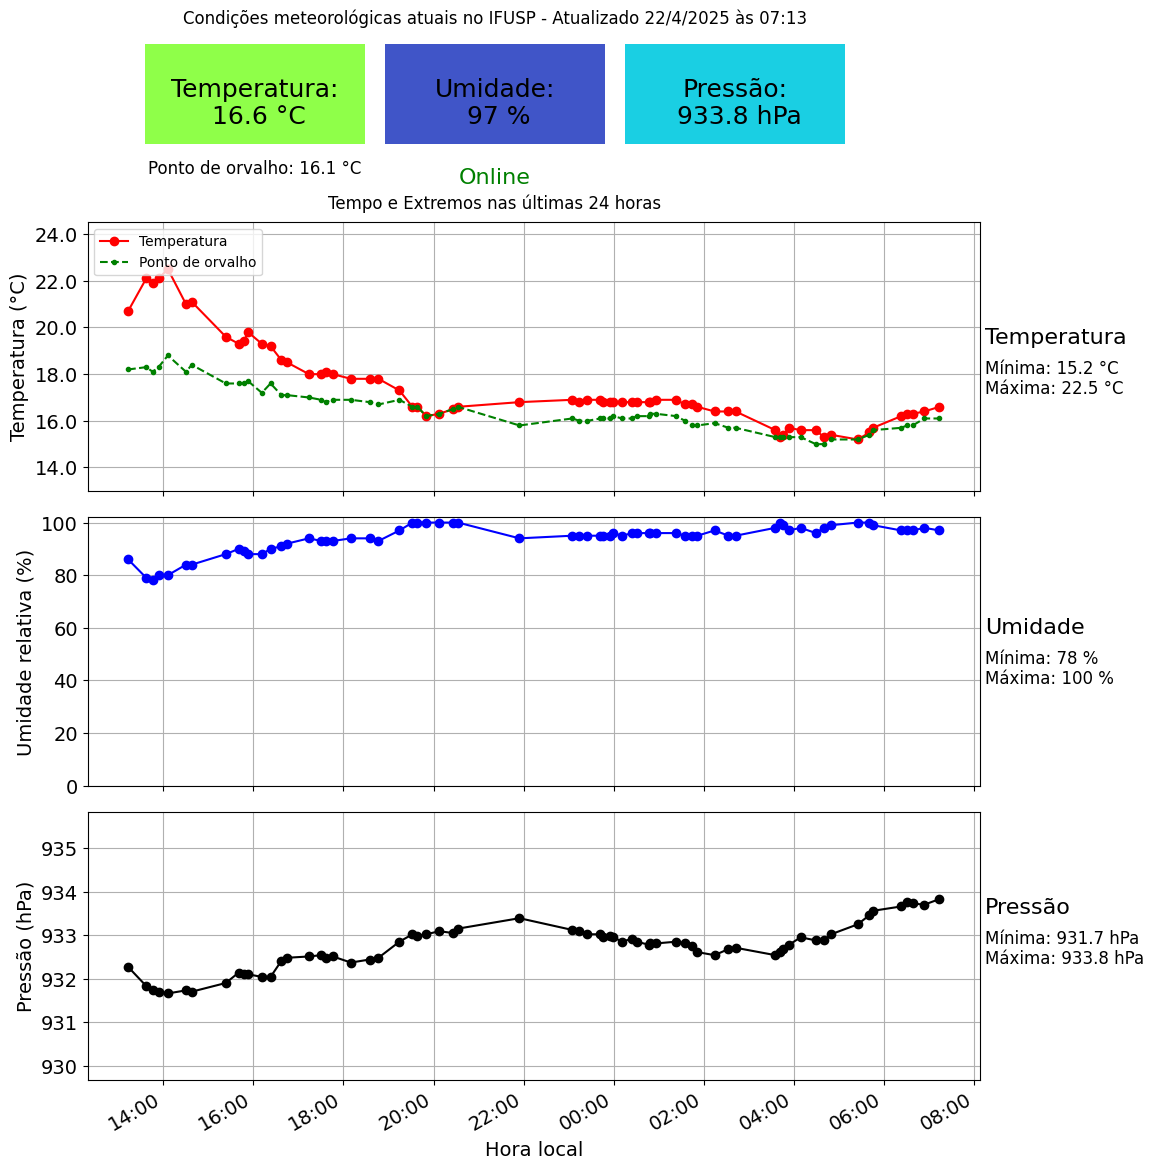 Condições meteorológicas atuais no IFUSP - Atualizado 22/4/2025 às 07:13
Temperatura:
16.6 °C
Umidade:
97 %
Pressão:
933.8 hPa
Ponto de orvalho: 16.1 °C
Online
Tempo e Extremos nas últimas 24 horas
Temperatura (°C)
24.0
22.0
20.0
18.0
16.0
14.0
Temperatura
Ponto de orvalho
Temperatura
Mínima: 15.2 °C
Máxima: 22.5 °C
Umidade relativa (%)
100
80
60
40
20
0
Umidade
Mínima: 78 %
Máxima: 100 %
Pressão (hPa)
935
934
933
932
931
930
Pressão
Mínima: 931.7 hPa
Máxima: 933.8 hPa
14:00 16:00 18:00 20:00 22:00 00:00 02:00 04:00 06:00 08:00
Hora local